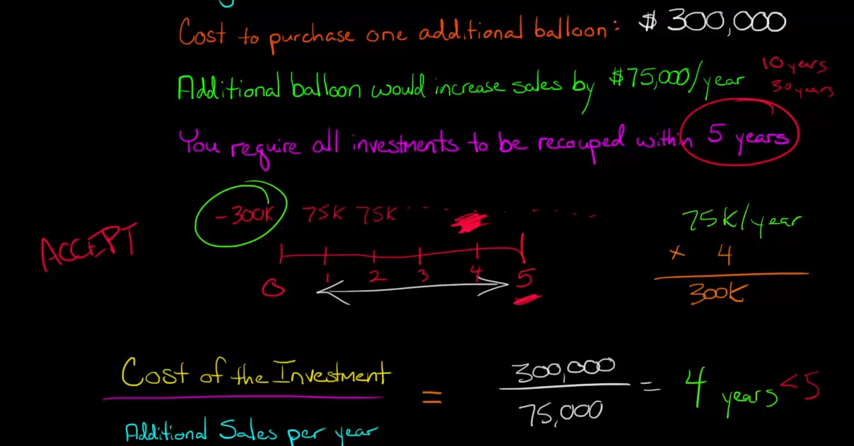 Cost to purchase one additional balloon: $300,000
Additional balloon would increase sales by $75,000/year
10 years
30 years
You require all investments to be recouped within 5 years
-300K 75K 75K
ACCEPT
0 1 2 3 4 5
75K/year
× 4
300K
Cost of the Investment
Additional Sales per year
=
300,000
75,000
= 4 years <5